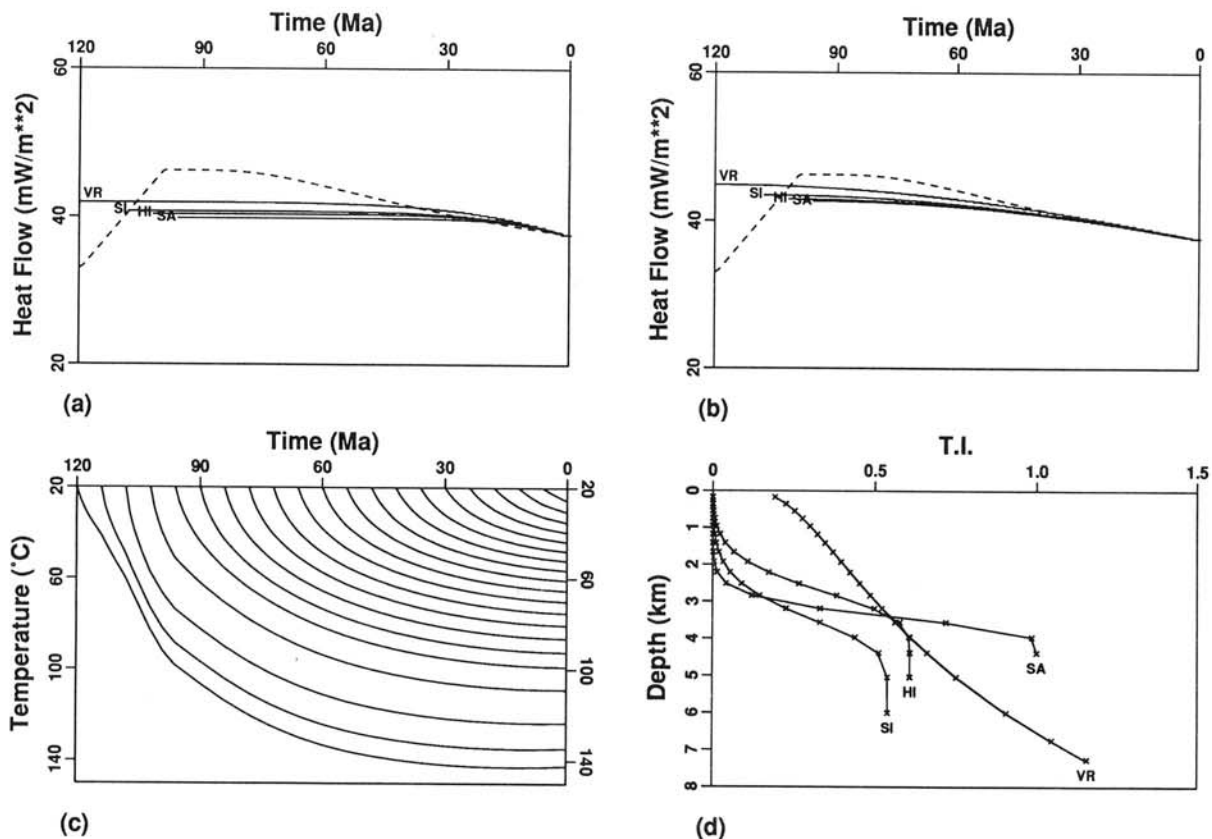 Time (Ma)
120 90 60 30 0
60
40
20
Heat Flow (mW/m**2)
VR
SI
HI
SA
(a)
Time (Ma)
120 90 60 30 0
60
40
20
Heat Flow (mW/m**2)
VR
SI
HI
SA
(b)
Time (Ma)
120 90 60 30 0
20 20
60 60
100 100
140 140
Temperature (°C)
(c)
T.I.
0 0.5 1.0 1.5
0
1
2
3
4
5
6
7
8
Depth (km)
SA
HI
SI
VR
(d)